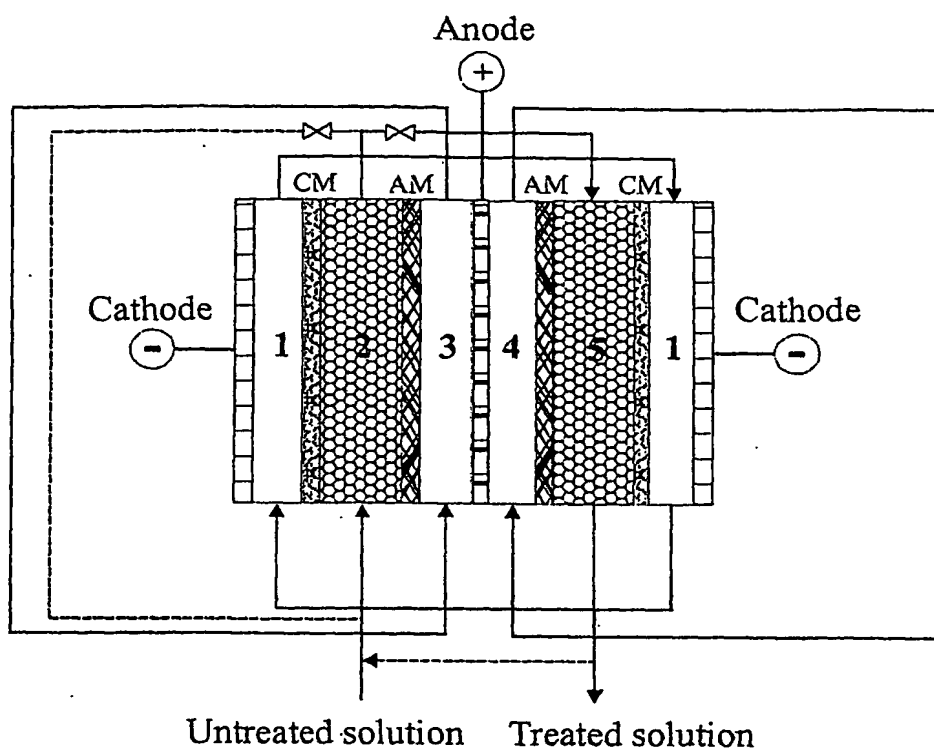 Anode
+
CM AM AM CM
Cathode Cathode
- 1 2 3 4 5 1 -
Untreated solution Treated solution